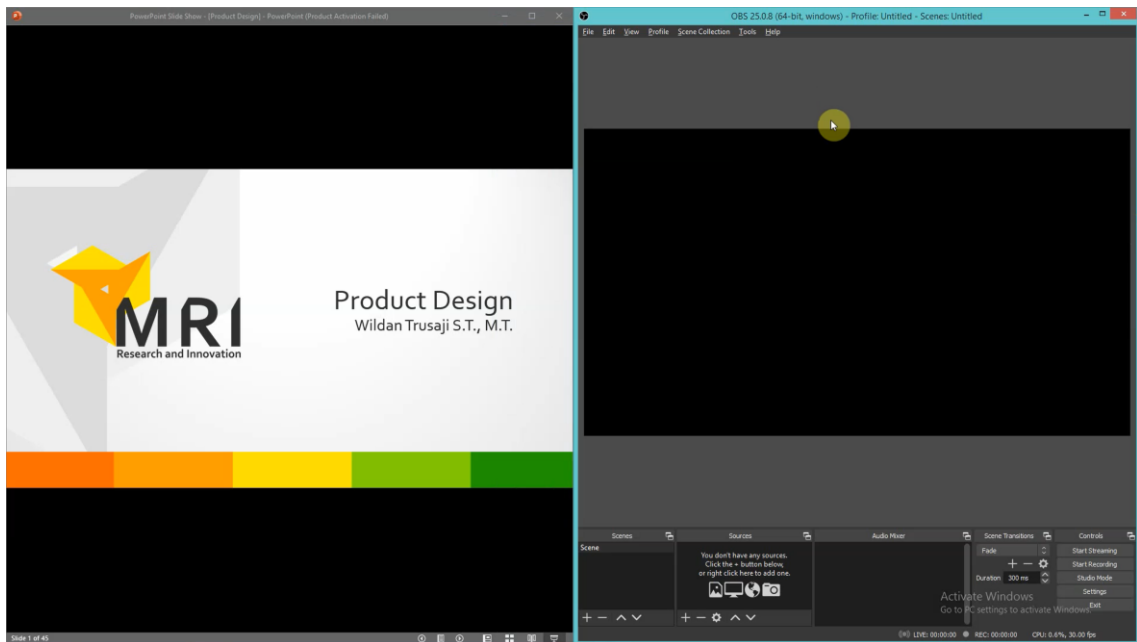 PowerPoint Slide Show - [Product Design] - PowerPoint (Product Activation Failed)
MRI
Research and Innovation
Product Design
Wildan Trusaji S.T., M.T.
Slide 1 of 45
OBS 25.0.8 (64-bit, windows) - Profile: Untitled - Scenes: Untitled
File Edit View Profile Scene Collection Tools Help
Scenes
Scene
Sources
You don't have any sources.
Click the + button below,
or right click here to add one.
Audio Mixer
Scene Transitions
Fade
Duration 300 ms
Controls
Start Streaming
Start Recording
Studio Mode
Settings
Exit
Activate Windows
Go to PC settings to activate Windows.
LIVE: 00:00:00 REC: 00:00:00 CPU: 0.6%, 30.00 fps